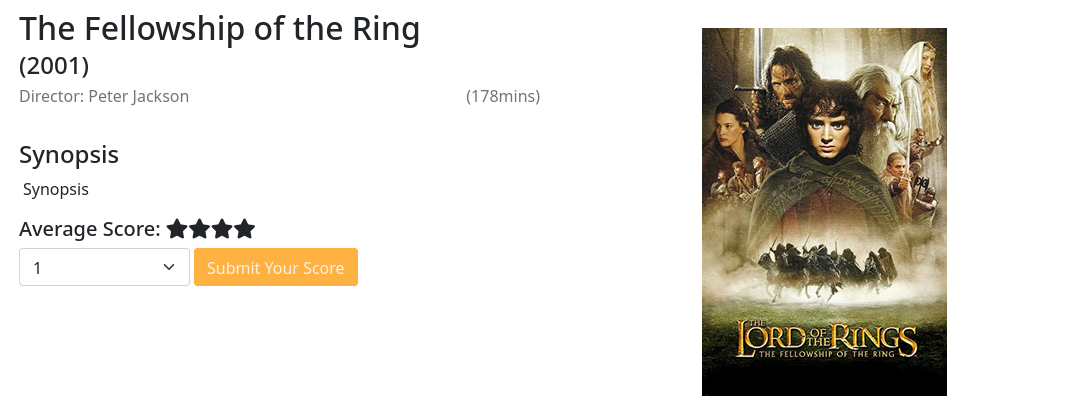 The Fellowship of the Ring
(2001)
Director: Peter Jackson
(178mins)
Synopsis
Synopsis
Average Score:
1
Submit Your Score
THE
LORD OF THE RINGS
THE FELLOWSHIP OF THE RING